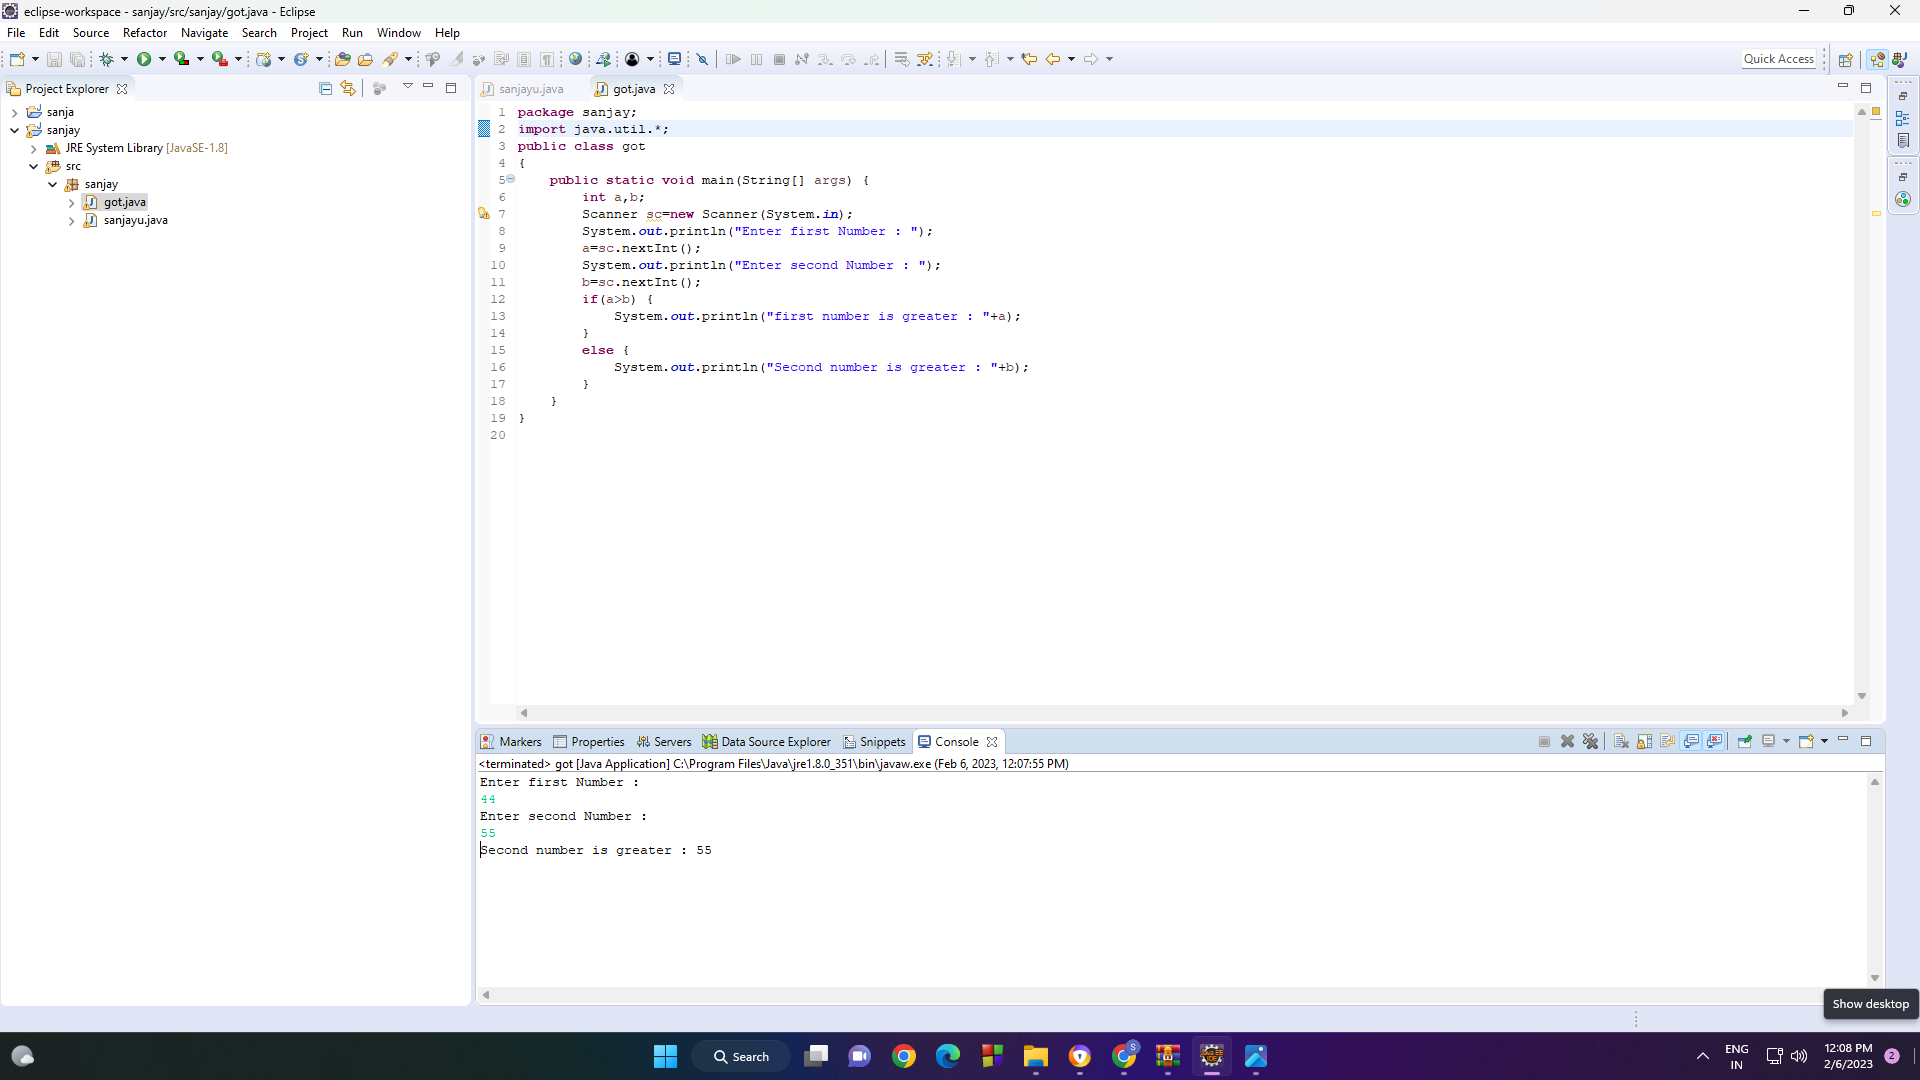 eclipse-workspace - sanjay/src/sanjay/got.java - Eclipse
File Edit Source Refactor Navigate Search Project Run Window Help
Quick Access
Project Explorer
sanja
sanjay
JRE System Library [JavaSE-1.8]
src
sanjay
got.java
sanjayu.java
sanjayu.java got.java
1 package sanjay;
2 import java.util.*;
3 public class got
4 {
5 public static void main(String[] args) {
6 int a,b;
7 Scanner sc=new Scanner(System.in);
8 System.out.println("Enter first Number : ");
9 a=sc.nextInt();
10 System.out.println("Enter second Number : ");
11 b=sc.nextInt();
12 if(a>b) {
13 System.out.println("first number is greater : "+a);
14 }
15 else {
16 System.out.println("Second number is greater : "+b);
17 }
18 }
19 }
20
Markers Properties Servers Data Source Explorer Snippets Console
<terminated> got [Java Application] C:\Program Files\Java\jre1.8.0_351\bin\javaw.exe (Feb 6, 2023, 12:07:55 PM)
Enter first Number :
44
Enter second Number :
55
Second number is greater : 55
Show desktop
Search
ENG
IN
12:08 PM
2/6/2023
2